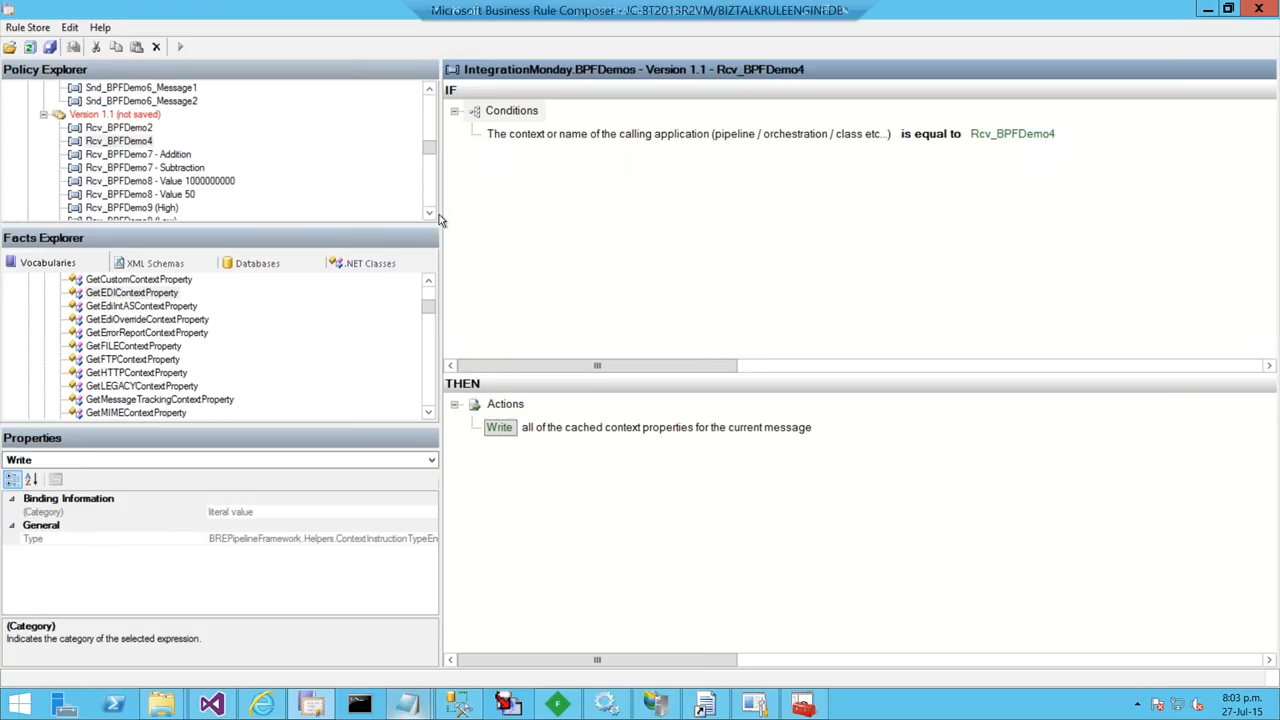 Microsoft Business Rule Composer - JC-BT2013R2VM/BIZTALKRULEENGINEDB
Rule Store Edit Help
Policy Explorer
Snd_BPFDemo6_Message1
Snd_BPFDemo6_Message2
Version 1.1 (not saved)
Rcv_BPFDemo2
Rcv_BPFDemo4
Rcv_BPFDemo7 - Addition
Rcv_BPFDemo7 - Subtraction
Rcv_BPFDemo8 - Value 1000000000
Rcv_BPFDemo8 - Value 50
Rcv_BPFDemo9 (High)
Rcv_BPFDemo9 (Low)
Facts Explorer
Vocabularies XML Schemas Databases .NET Classes
GetCustomContextProperty
GetEDIContextProperty
GetEdiIntASContextProperty
GetEdiOverrideContextProperty
GetErrorReportContextProperty
GetFILEContextProperty
GetFTPContextProperty
GetHTTPContextProperty
GetLEGACYContextProperty
GetMessageTrackingContextProperty
GetMIMEContextProperty
Properties
Write
Binding Information
(Category) literal value
General
Type BREPipelineFramework.Helpers.ContextInstructionTypeEn
(Category)
Indicates the category of the selected expression.
IntegrationMonday.BPFDemos - Version 1.1 - Rcv_BPFDemo4
IF
Conditions
The context or name of the calling application (pipeline / orchestration / class etc...) is equal to Rcv_BPFDemo4
THEN
Actions
Write all of the cached context properties for the current message
8:03 p.m.
27-Jul-15